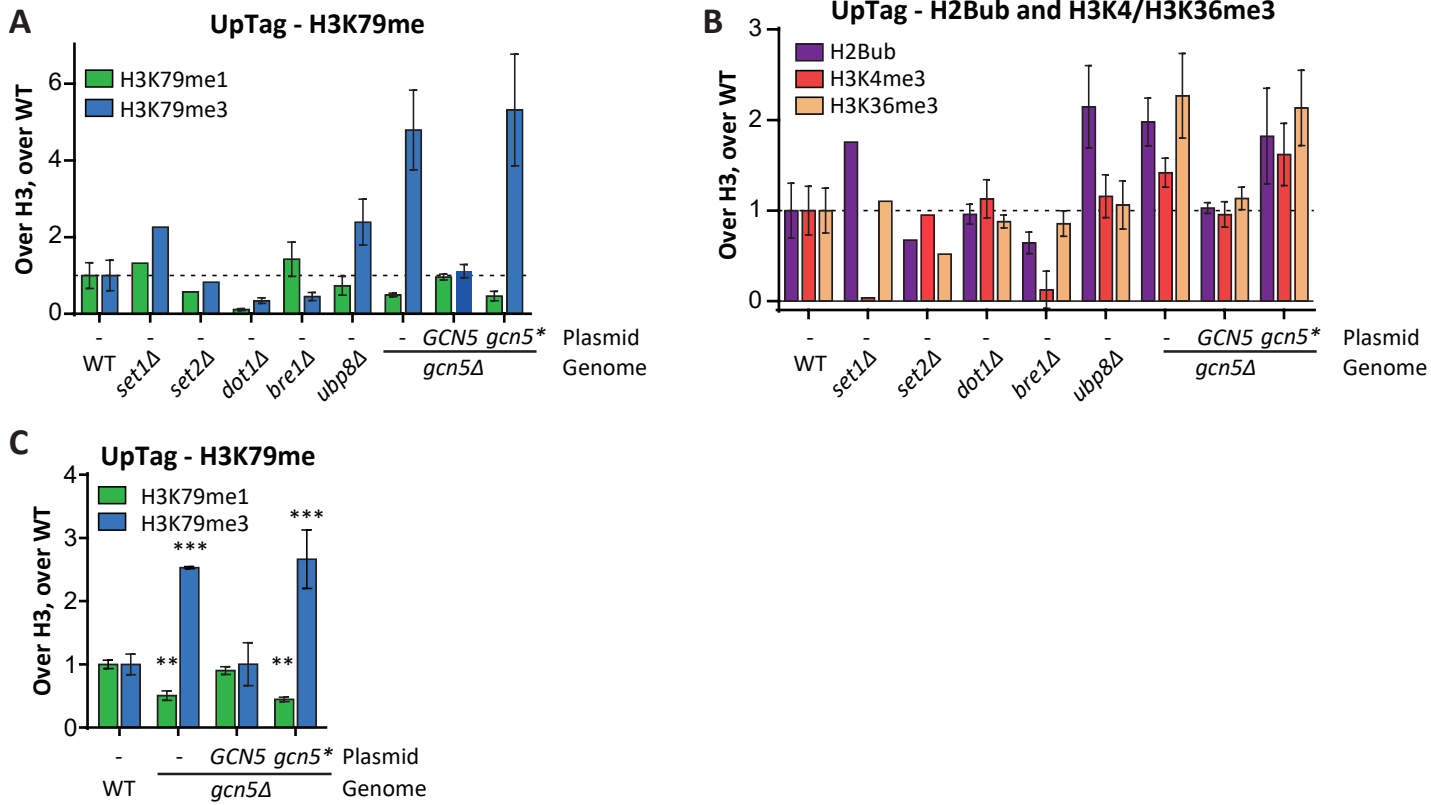 A
UpTag - H3K79me
H3K79me1
H3K79me3
Over H3, over WT
6
4
2
0
- - - - - - - GCN5 gcn5* Plasmid
WT set1Δ set2Δ dot1Δ bre1Δ ubp8Δ gcn5Δ Genome
B
UpTag - H2Bub and H3K4/H3K36me3
H2Bub
H3K4me3
H3K36me3
Over H3, over WT
3
2
1
0
- - - - - - - GCN5 gcn5* Plasmid
WT set1Δ set2Δ dot1Δ bre1Δ ubp8Δ gcn5Δ Genome
C
UpTag - H3K79me
H3K79me1
H3K79me3
Over H3, over WT
4
3
2
1
0
** *** ** ***
- - GCN5 gcn5* Plasmid
WT gcn5Δ Genome